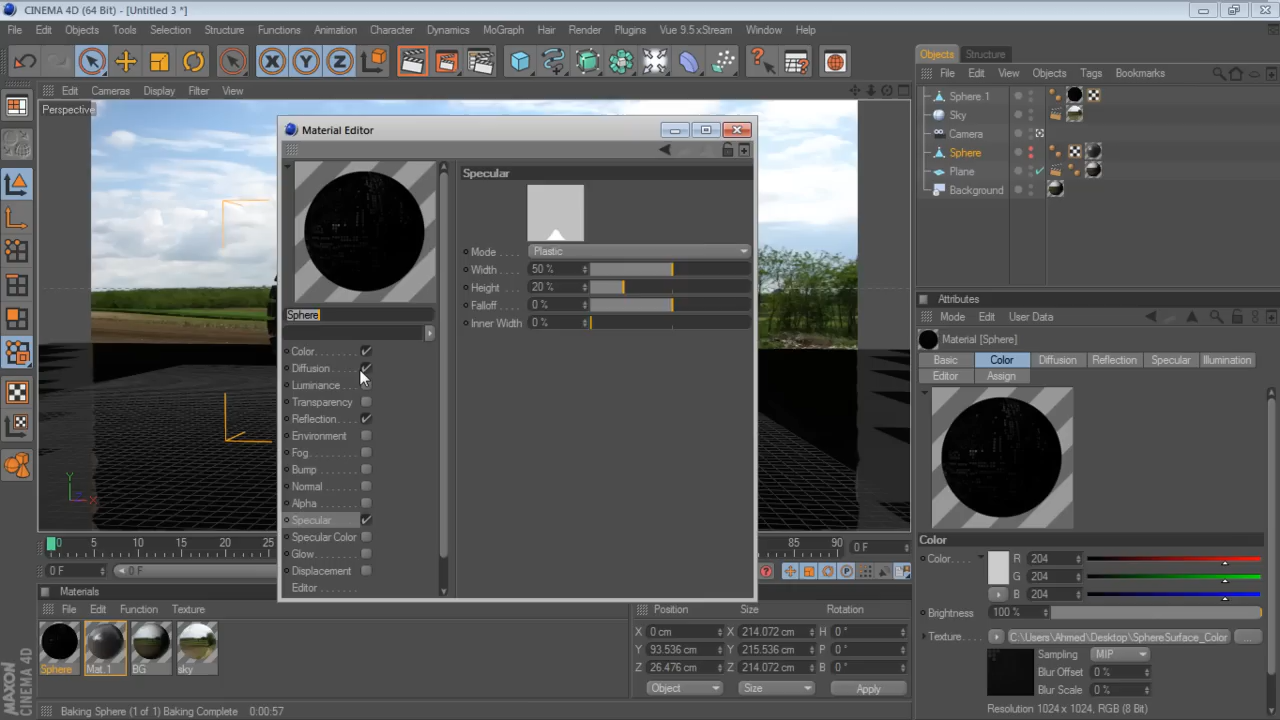 CINEMA 4D (64 Bit) - [Untitled 3 *]
File Edit Objects Tools Selection Structure Functions Animation Character Dynamics MoGraph Hair Render Plugins Vue 9.5 xStream Window Help
Objects Structure
File Edit View Objects Tags Bookmarks
Edit Cameras Display Filter View
Perspective
Sphere.1
Sky
Camera
Sphere
Plane
Background
Material Editor
Specular
Mode Plastic
Width 50 %
Height 20 %
Falloff 0 %
Inner Width 0 %
Sphere
Color
Diffusion
Luminance
Transparency
Reflection
Environment
Fog
Bump
Normal
Alpha
Specular
Specular Color
Glow
Displacement
Editor
Attributes
Mode Edit User Data
Material [Sphere]
Basic Color Diffusion Reflection Specular Illumination
Editor Assign
Color
Color R 204
G 204
B 204
Brightness 100 %
Texture C:\Users\Ahmed\Desktop\SphereSurface_Color ...
Sampling MIP
Blur Offset 0 %
Blur Scale 0 %
Resolution 1024 x 1024, RGB (8 Bit)
0 5 10 15 20 25 85 90 0 F
0 F 0 F
Materials
File Edit Function Texture
Sphere Mat.1 BG sky
Position Size Rotation
X 0 cm X 214.072 cm H 0 °
Y 93.536 cm Y 215.536 cm P 0 °
Z 26.476 cm Z 214.072 cm B 0 °
Object Size Apply
MAXON
CINEMA 4D
Baking Sphere (1 of 1) Baking Complete 0:00:57